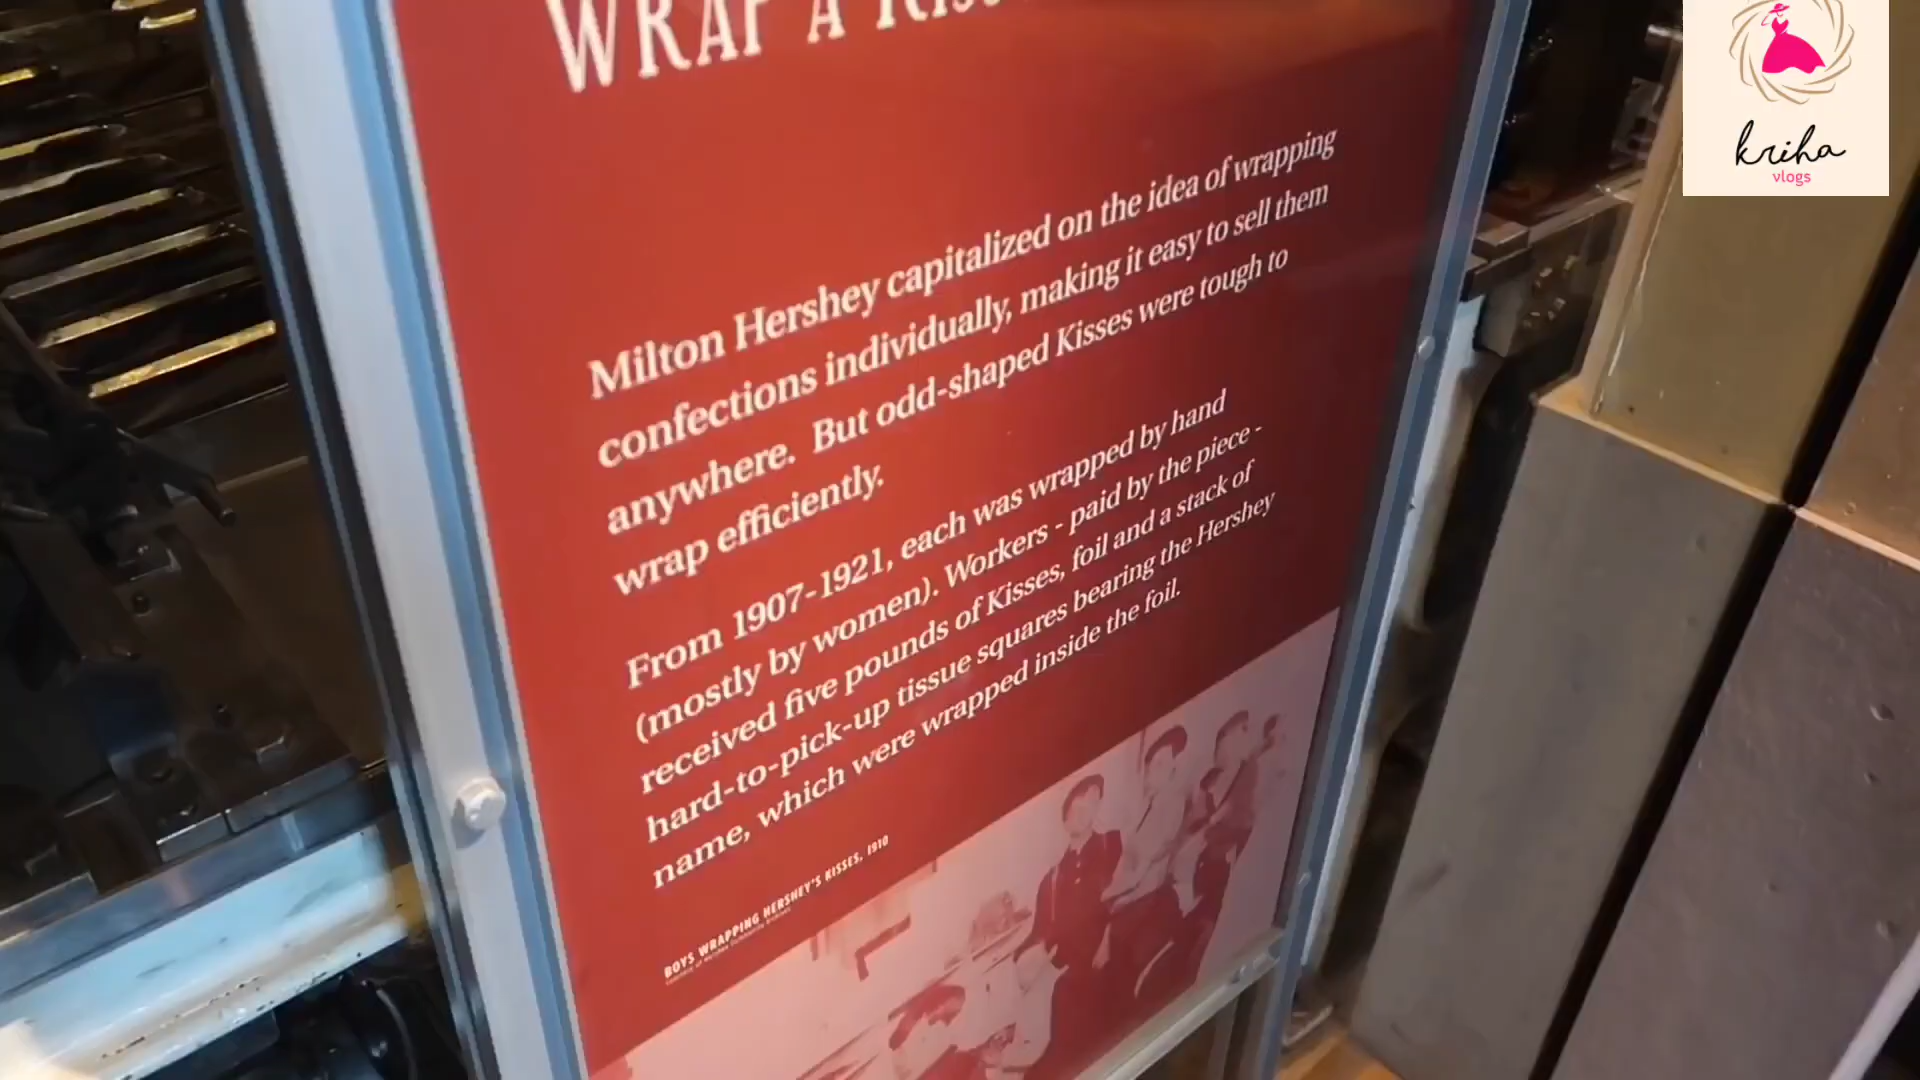 WRAP A Kiss
Milton Hershey capitalized on the idea of wrapping
confections individually, making it easy to sell them
anywhere. But odd-shaped Kisses were tough to
wrap efficiently.
From 1907-1921, each was wrapped by hand
(mostly by women). Workers - paid by the piece -
received five pounds of Kisses, foil and a stack of
hard-to-pick-up tissue squares bearing the Hershey
name, which were wrapped inside the foil.
BOYS WRAPPING HERSHEY'S KISSES, 1910
kriha
vlogs